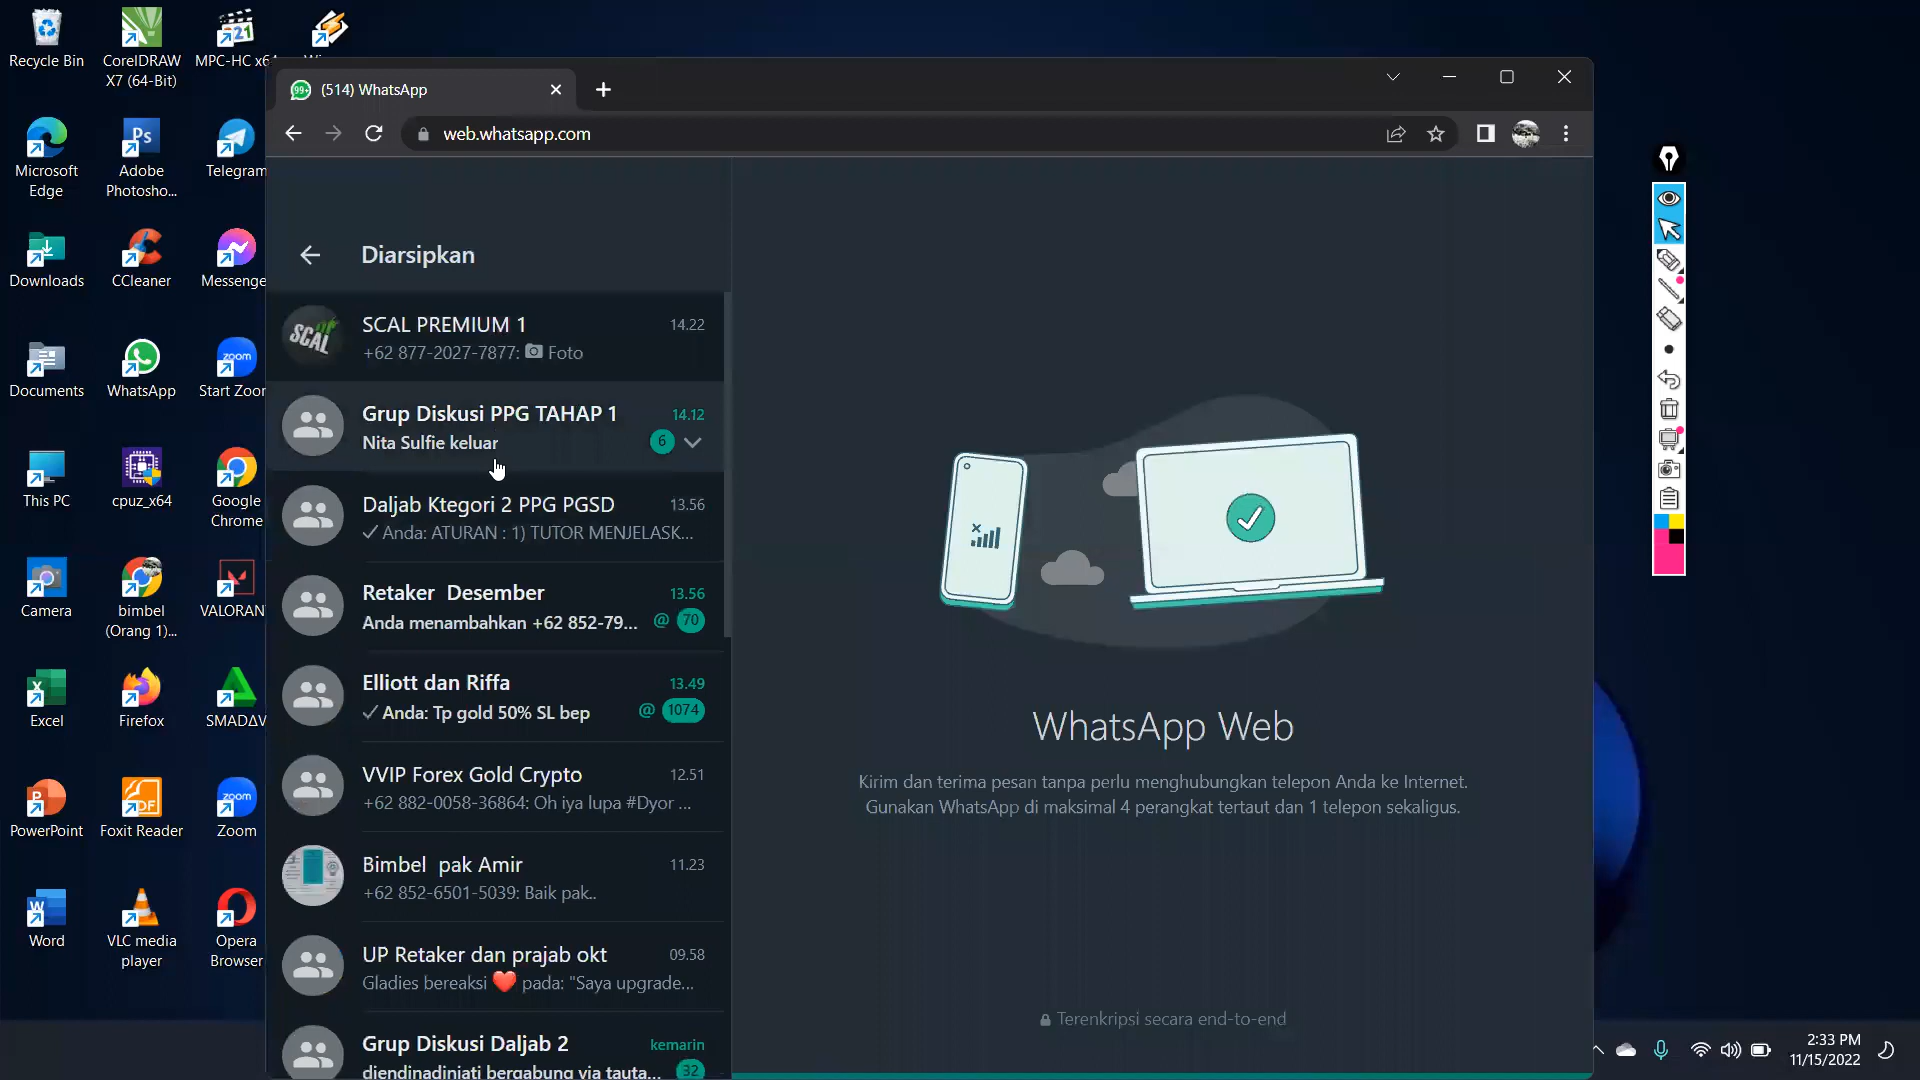 Recycle Bin
CorelDRAW
X7 (64-Bit)
MPC-HC x64
Microsoft
Edge
Adobe
Photosho...
Telegram
Downloads
CCleaner
Messenge
Documents
WhatsApp
Start Zoor
This PC
cpuz_x64
Google
Chrome
Camera
bimbel
(Orang 1)...
VALORAN
Excel
Firefox
SMADAV
PowerPoint
Foxit Reader
Zoom
Word
VLC media
player
Opera
Browser
99+
(514) WhatsApp
web.whatsapp.com
Diarsipkan
SCAL
SCAL PREMIUM 1
14.22
+62 877-2027-7877: Foto
Grup Diskusi PPG TAHAP 1
14.12
Nita Sulfie keluar
6
Daljab Ktegori 2 PPG PGSD
13.56
Anda: ATURAN : 1) TUTOR MENJELASK...
Retaker Desember
13.56
Anda menambahkan +62 852-79...
@ 70
Elliott dan Riffa
13.49
Anda: Tp gold 50% SL bep
@ 1074
VVIP Forex Gold Crypto
12.51
+62 882-0058-36864: Oh iya lupa #Dyor ...
Bimbel pak Amir
11.23
+62 852-6501-5039: Baik pak..
UP Retaker dan prajab okt
09.58
Gladies bereaksi ❤️ pada: "Saya upgrade...
Grup Diskusi Daljab 2
kemarin
diendinadiniati bergabung via tauta...
32
WhatsApp Web
Kirim dan terima pesan tanpa perlu menghubungkan telepon Anda ke Internet.
Gunakan WhatsApp di maksimal 4 perangkat tertaut dan 1 telepon sekaligus.
Terenkripsi secara end-to-end
2:33 PM
11/15/2022